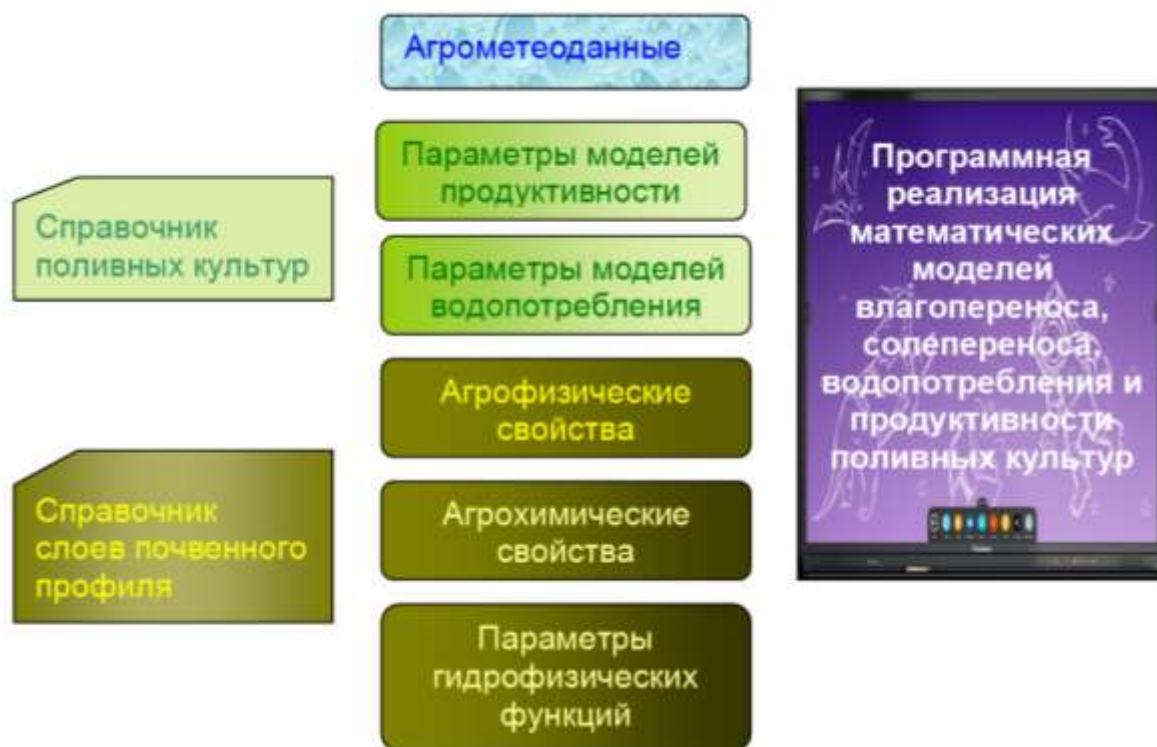 Агрометеоданные
Параметры моделей
продуктивности
Справочник
поливных культур
Параметры моделей
водопотребления
Агрофизические
свойства
Справочник
слоев почвенного
профиля
Агрохимические
свойства
Параметры
гидрофизических
функций
Программная
реализация
математических
моделей
влагопереноса,
солепереноса,
водопотребления и
продуктивности
поливных культур